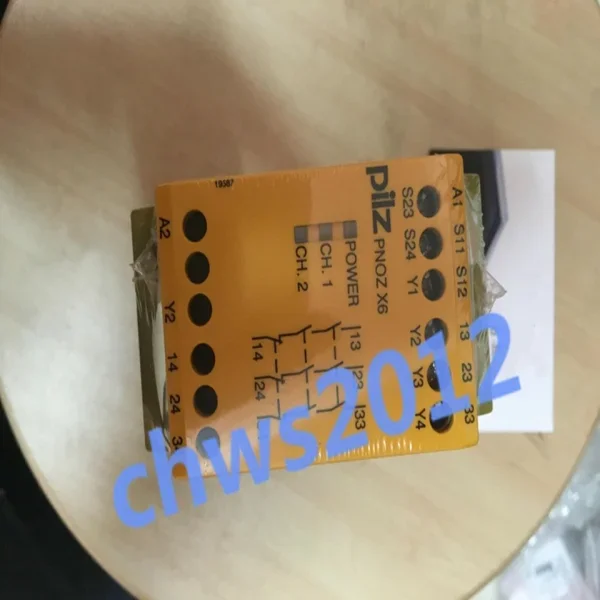 pilz
PNOZ X6
A1 S11 S12 13 23 33
S23 S24 Y1 Y2 Y3 Y4
POWER
CH. 1
CH. 2
13 23 33
14 24
A2 Y2 14 24
19587
chws2012